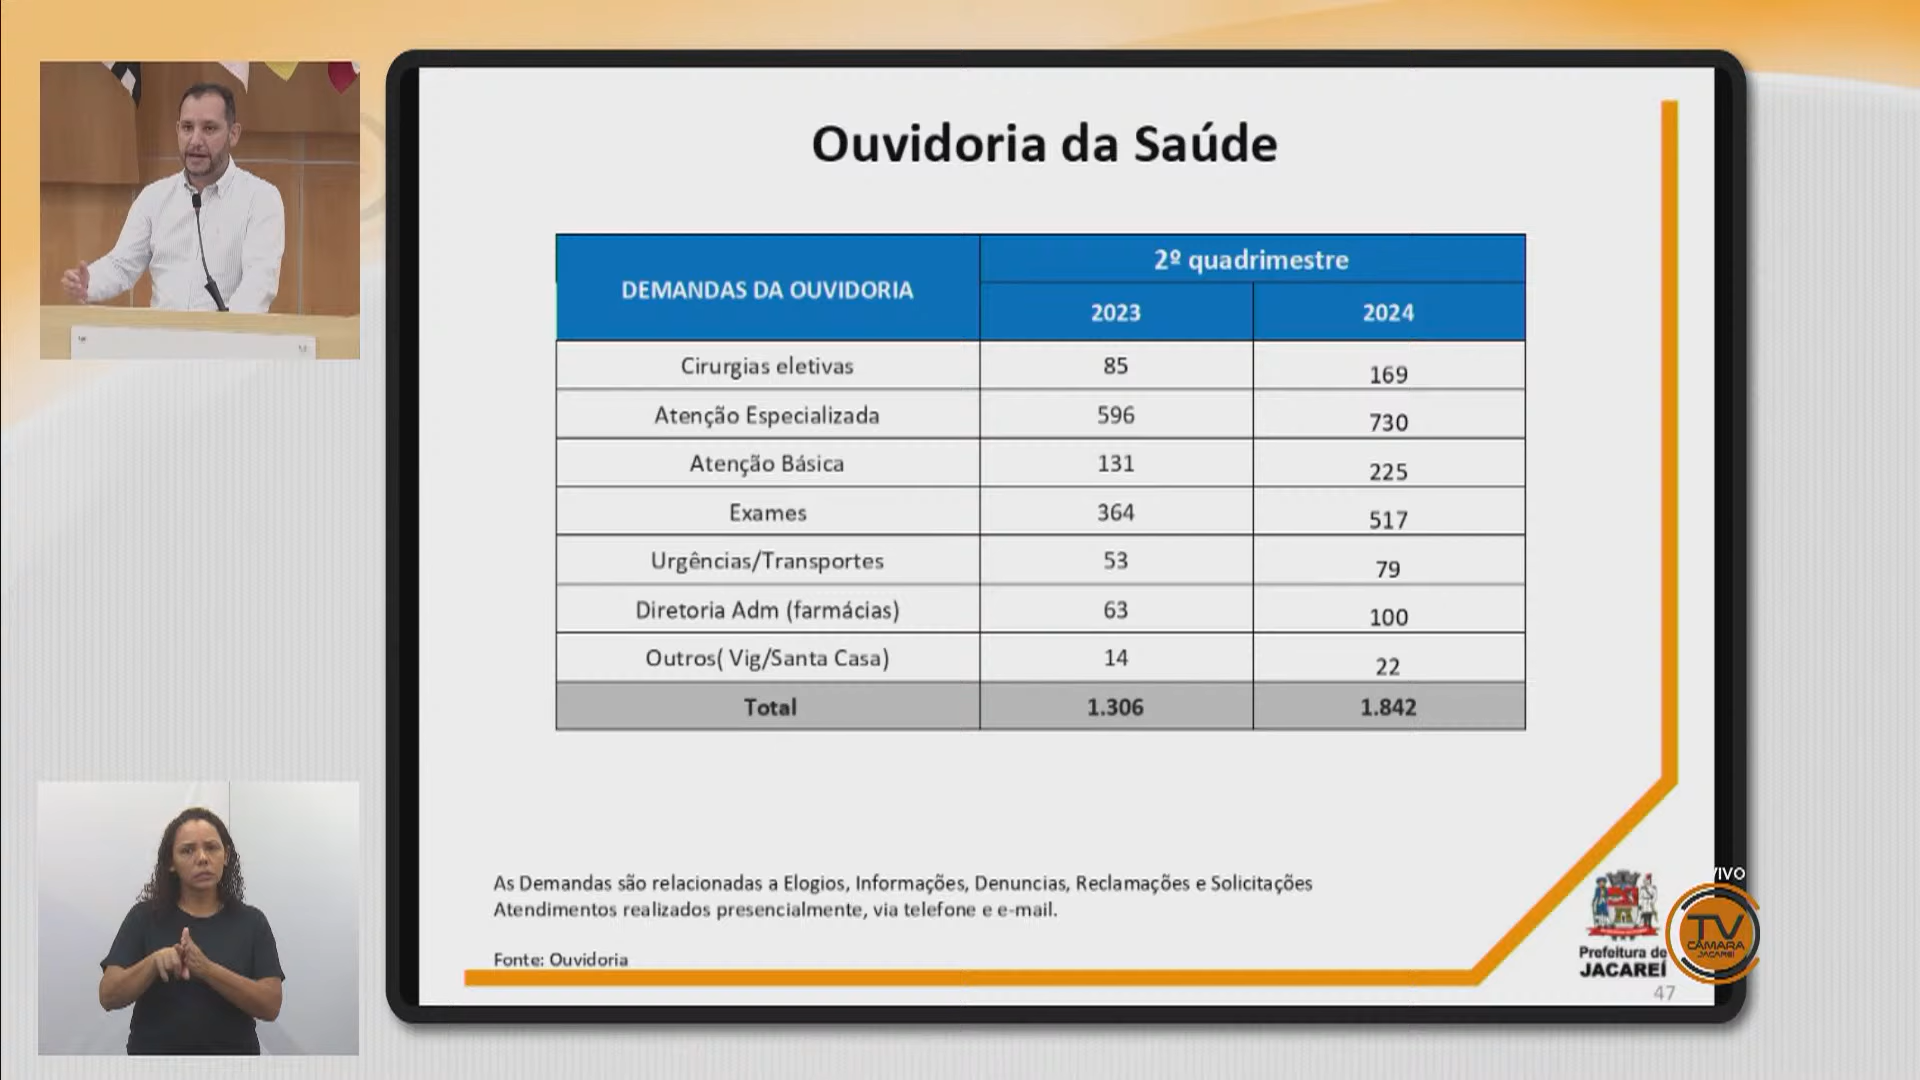 Ouvidoria da Saúde
DEMANDAS DA OUVIDORIA
2º quadrimestre
2023
2024
Cirurgias eletivas 85 169
Atenção Especializada 596 730
Atenção Básica 131 225
Exames 364 517
Urgências/Transportes 53 79
Diretoria Adm (farmácias) 63 100
Outros( Vig/Santa Casa) 14 22
Total 1.306 1.842
As Demandas são relacionadas a Elogios, Informações, Denuncias, Reclamações e Solicitações
Atendimentos realizados presencialmente, via telefone e e-mail.
Fonte: Ouvidoria
Prefeitura de
JACAREÍ
47
VIVO
TV
CÂMARA
JACAREÍ